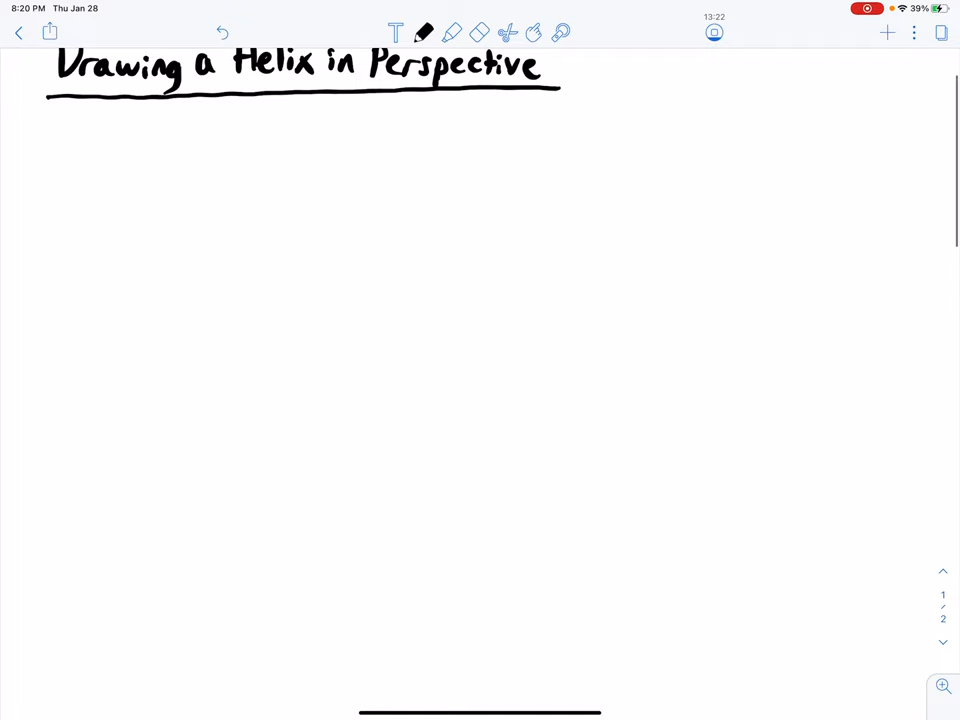 8:20 PM Thu Jan 28
39%
13:22
T
Drawing a Helix in Perspective
1
/
2